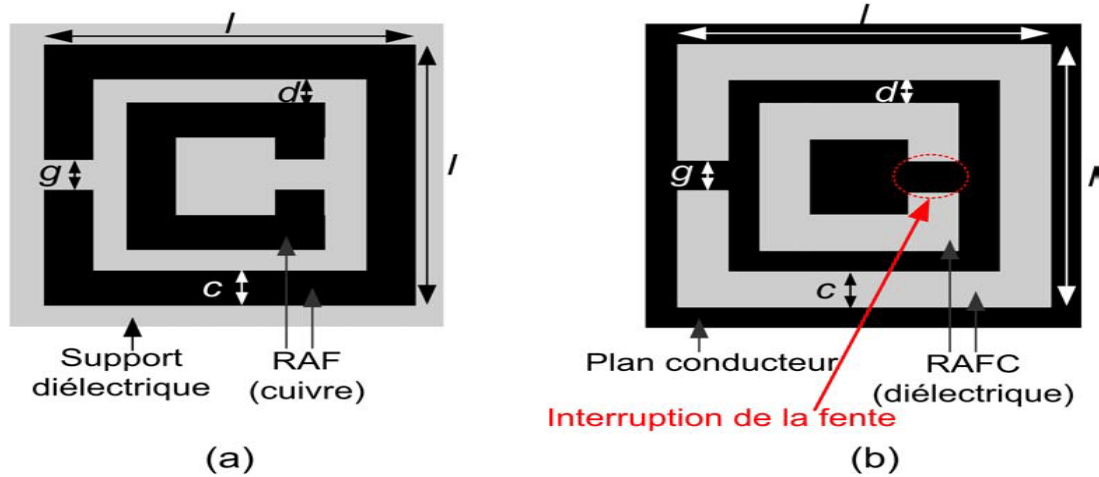 l
d
g
l
c
Support
diélectrique
RAF
(cuivre)
(a)
l
d
g
l
c
Plan conducteur
RAFC
(diélectrique)
Interruption de la fente
(b)